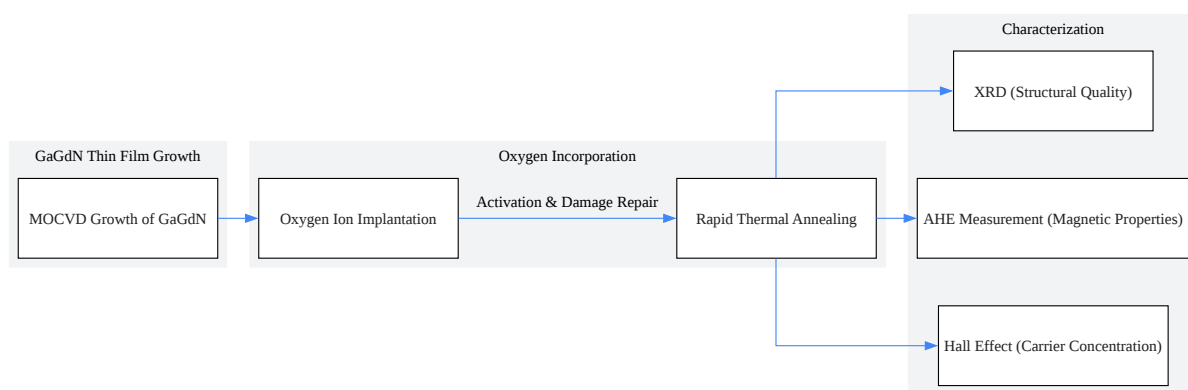 Characterization
XRD (Structural Quality)
GaGdN Thin Film Growth
Oxygen Incorporation
MOCVD Growth of GaGdN
Oxygen Ion Implantation
Activation & Damage Repair
Rapid Thermal Annealing
AHE Measurement (Magnetic Properties)
Hall Effect (Carrier Concentration)